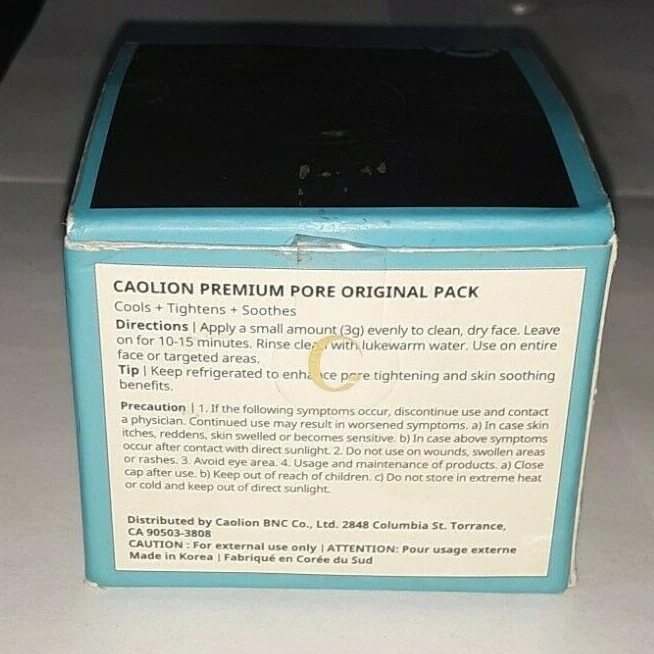 CAOLION PREMIUM PORE ORIGINAL PACK
Cools + Tightens + Soothes
Directions | Apply a small amount (3g) evenly to clean, dry face. Leave
on for 10-15 minutes. Rinse clean with lukewarm water. Use on entire
face or targeted areas.
Tip | Keep refrigerated to enhance pore tightening and skin soothing
benefits.
C
Precaution | 1. If the following symptoms occur, discontinue use and contact
a physician. Continued use may result in worsened symptoms. a) In case skin
itches, reddens, skin swelled or becomes sensitive. b) In case above symptoms
occur after contact with direct sunlight. 2. Do not use on wounds, swollen areas
or rashes. 3. Avoid eye area. 4. Usage and maintenance of products. a) Close
cap after use. b) Keep out of reach of children. c) Do not store in extreme heat
or cold and keep out of direct sunlight.
Distributed by Caolion BNC Co., Ltd. 2848 Columbia St. Torrance,
CA 90503-3808
CAUTION : For external use only | ATTENTION: Pour usage externe
Made in Korea | Fabriqué en Corée du Sud